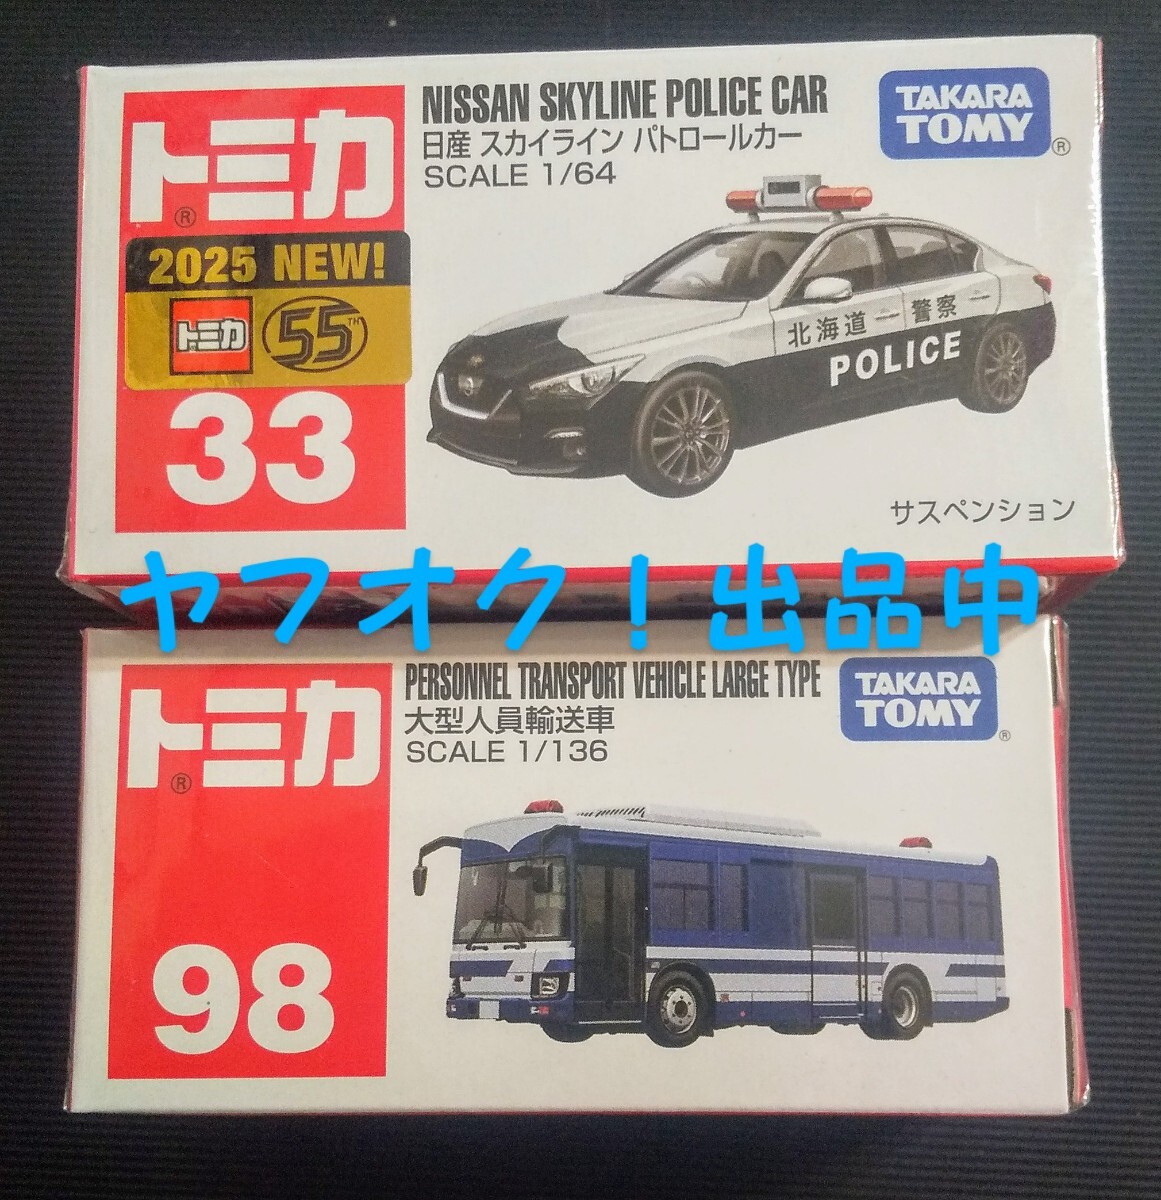 トミカ
®
2025 NEW!
トミカ 55TH
33
NISSAN SKYLINE POLICE CAR
日産 スカイライン パトロールカー
SCALE 1/64
TAKARA
TOMY
®
北海道 警察
POLICE
サスペンション
ヤフオク！出品中
トミカ
®
98
PERSONNEL TRANSPORT VEHICLE LARGE TYPE
大型人員輸送車
SCALE 1/136
TAKARA
TOMY
®